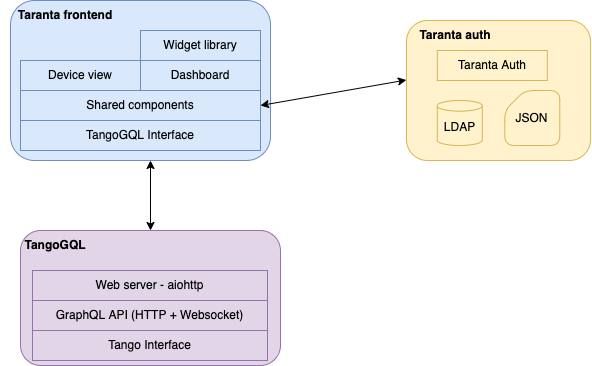 Taranta frontend
Widget library
Device view
Dashboard
Shared components
TangoGQL Interface
Taranta auth
Taranta Auth
LDAP
JSON
TangoGQL
Web server - aiohttp
GraphQL API (HTTP + Websocket)
Tango Interface